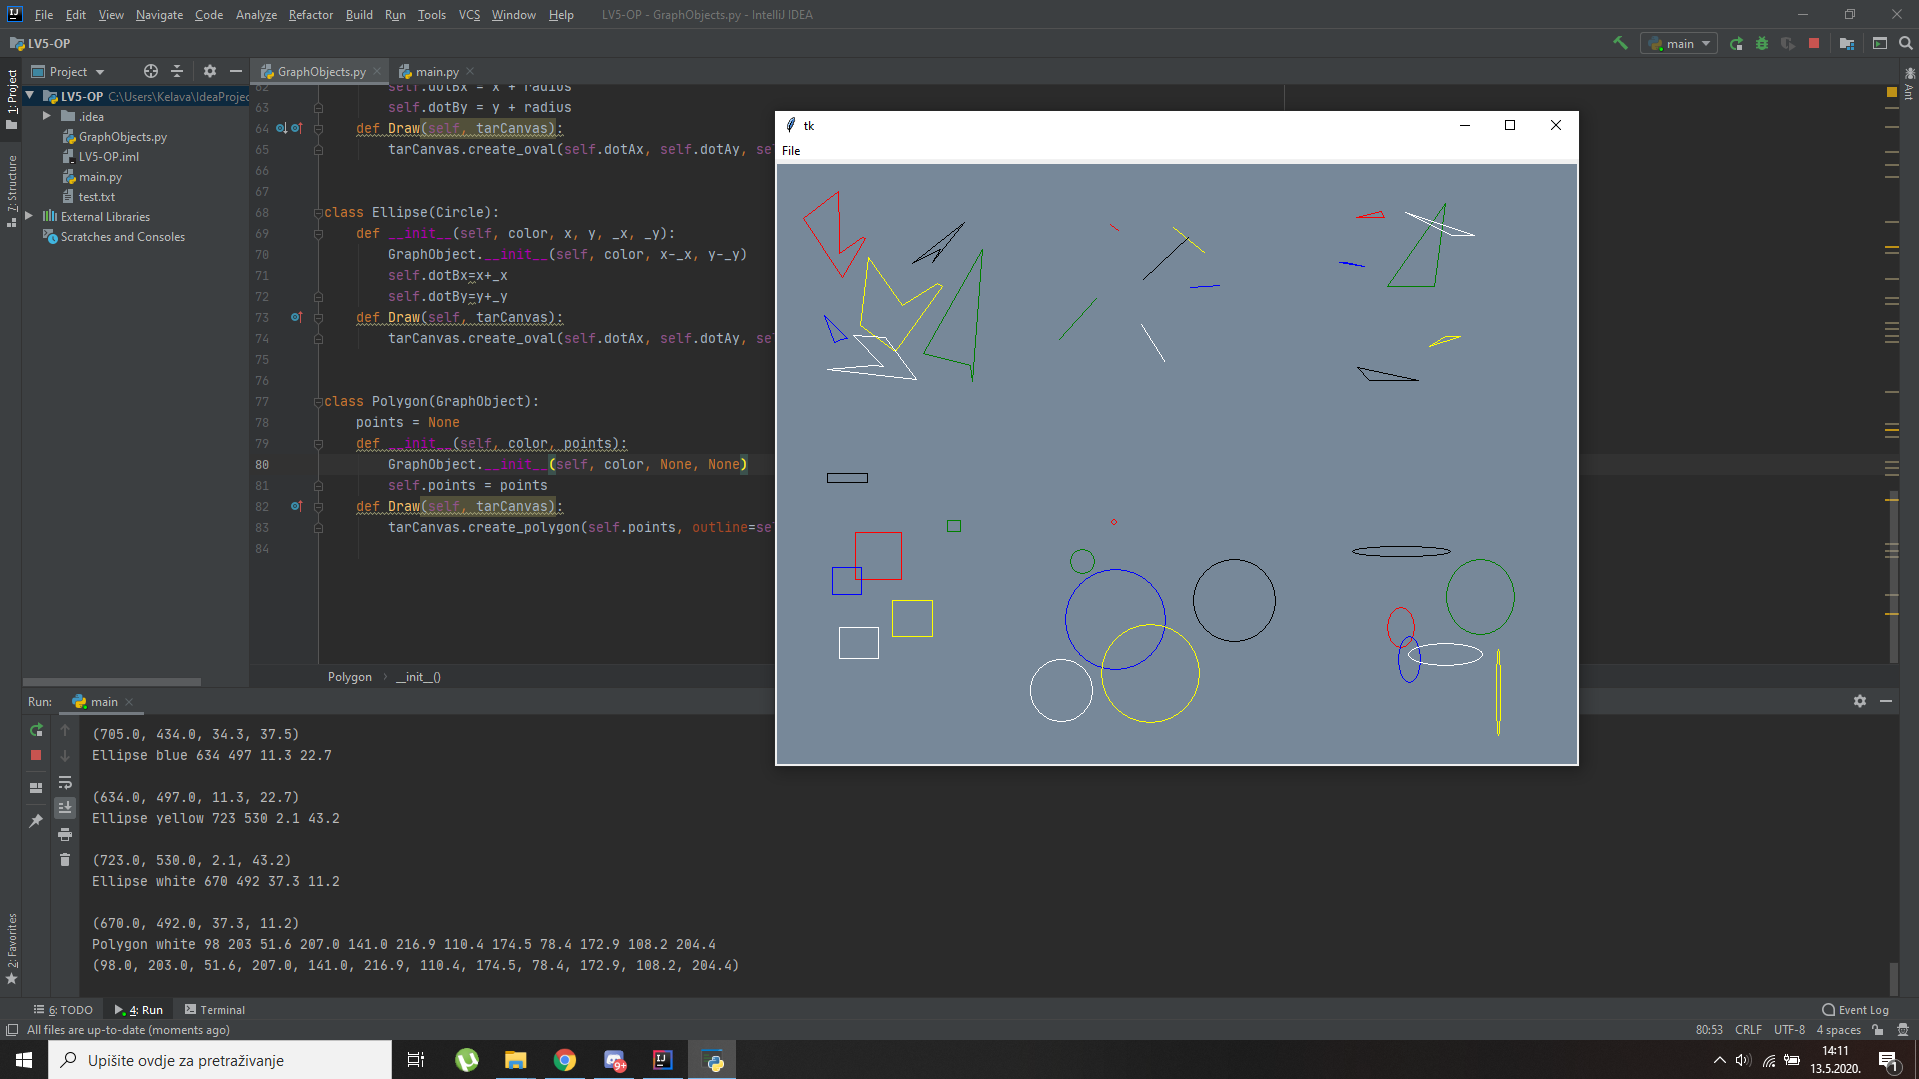 File Edit View Navigate Code Analyze Refactor Build Run Tools VCS Window Help LV5-OP - GraphObjects.py - IntelliJ IDEA
LV5-OP
main
Project
GraphObjects.py
main.py
1: Project
7: Structure
2: Favorites
Ant
LV5-OP C:\Users\Kelava\IdeaProjec
.idea
GraphObjects.py
LV5-OP.iml
main.py
test.txt
External Libraries
Scratches and Consoles
62 self.dotBx = x + radius
63 self.dotBy = y + radius
64 def Draw(self, tarCanvas):
65 tarCanvas.create_oval(self.dotAx, self.dotAy, se
66
67
68 class Ellipse(Circle):
69 def __init__(self, color, x, y, _x, _y):
70 GraphObject.__init__(self, color, x-_x, y-_y)
71 self.dotBx=x+_x
72 self.dotBy=y+_y
73 def Draw(self, tarCanvas):
74 tarCanvas.create_oval(self.dotAx, self.dotAy, se
75
76
77 class Polygon(GraphObject):
78 points = None
79 def __init__(self, color, points):
80 GraphObject.__init__(self, color, None, None)
81 self.points = points
82 def Draw(self, tarCanvas):
83 tarCanvas.create_polygon(self.points, outline=se
84
Polygon › __init__()
tk
File
Run: main
(705.0, 434.0, 34.3, 37.5)
Ellipse blue 634 497 11.3 22.7
(634.0, 497.0, 11.3, 22.7)
Ellipse yellow 723 530 2.1 43.2
(723.0, 530.0, 2.1, 43.2)
Ellipse white 670 492 37.3 11.2
(670.0, 492.0, 37.3, 11.2)
Polygon white 98 203 51.6 207.0 141.0 216.9 110.4 174.5 78.4 172.9 108.2 204.4
(98.0, 203.0, 51.6, 207.0, 141.0, 216.9, 110.4, 174.5, 78.4, 172.9, 108.2, 204.4)
6: TODO 4: Run Terminal Event Log
All files are up-to-date (moments ago) 80:53 CRLF UTF-8 4 spaces
Upišite ovdje za pretraživanje
9+
14:11
13.5.2020.
1